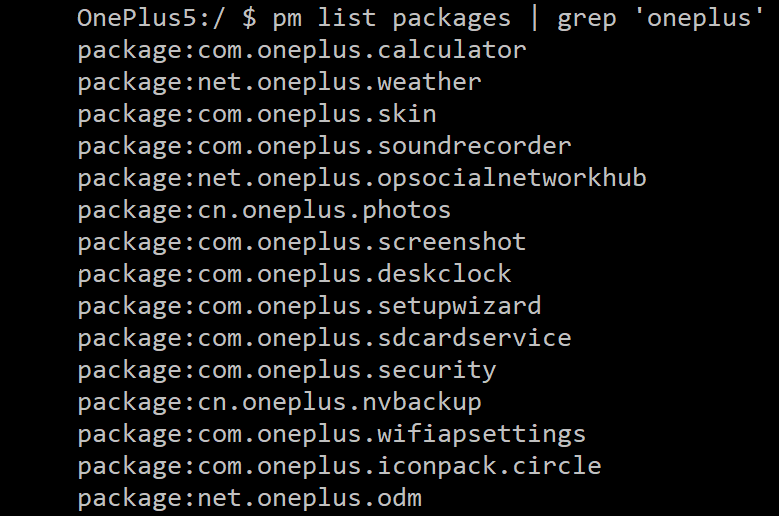 OnePlus5:/ $ pm list packages | grep 'oneplus'
package:com.oneplus.calculator
package:net.oneplus.weather
package:com.oneplus.skin
package:com.oneplus.soundrecorder
package:net.oneplus.opsocialnetworkhub
package:cn.oneplus.photos
package:com.oneplus.screenshot
package:com.oneplus.deskclock
package:com.oneplus.setupwizard
package:com.oneplus.sdcardservice
package:com.oneplus.security
package:cn.oneplus.nvbackup
package:com.oneplus.wifiapsettings
package:com.oneplus.iconpack.circle
package:net.oneplus.odm